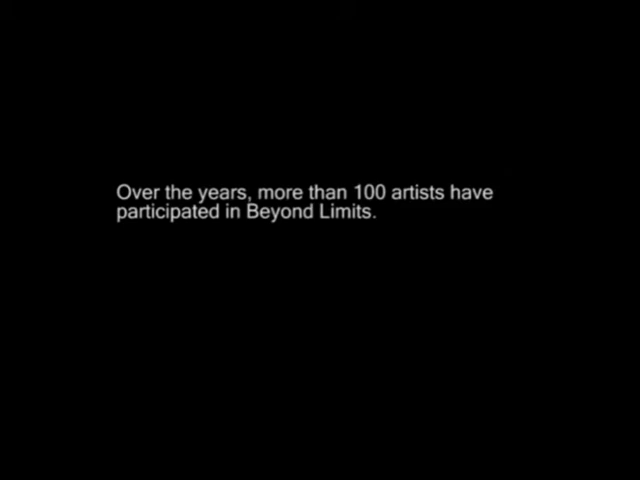 Over the years, more than 100 artists have
participated in Beyond Limits.